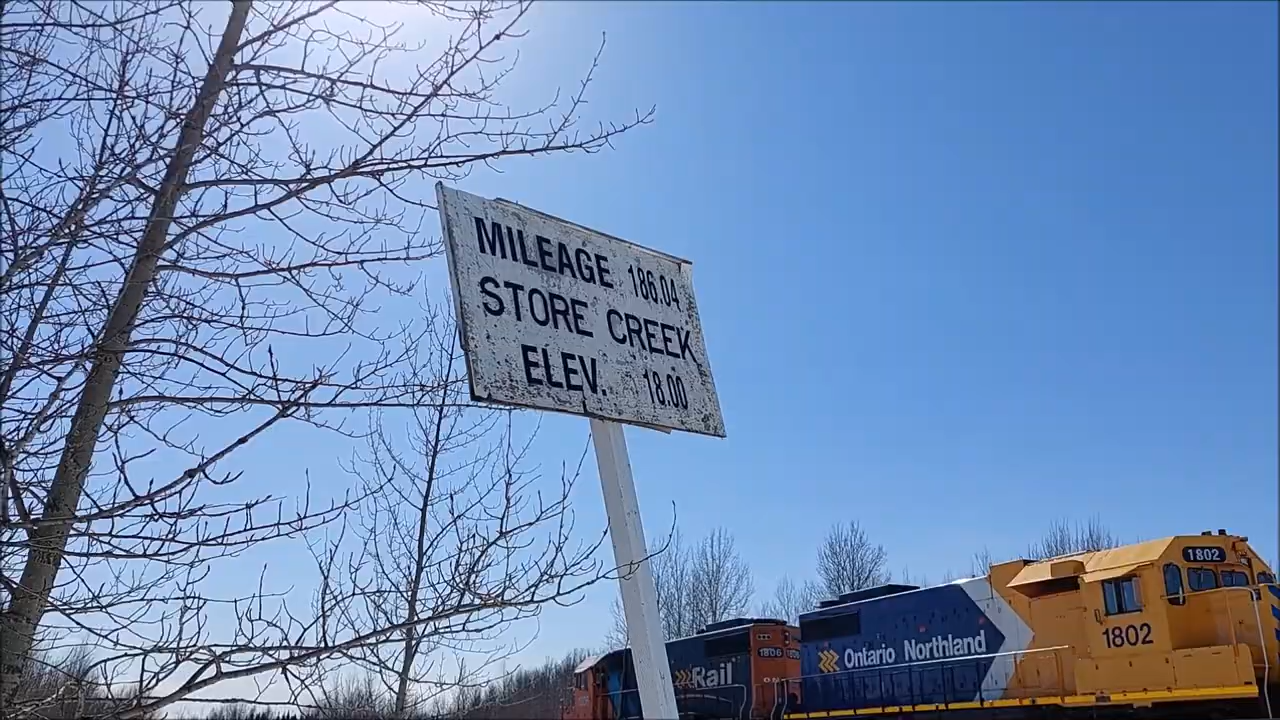 MILEAGE 186.04
STORE CREEK
ELEV. 18.00
1802
Ontario Northland
1802
1806
Rail